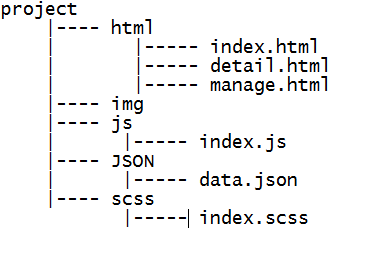 project
|---- html
| |----- index.html
| |----- detail.html
| |----- manage.html
|---- img
|---- js
| |----- index.js
|---- JSON
| |----- data.json
|---- scss
|-----| index.scss